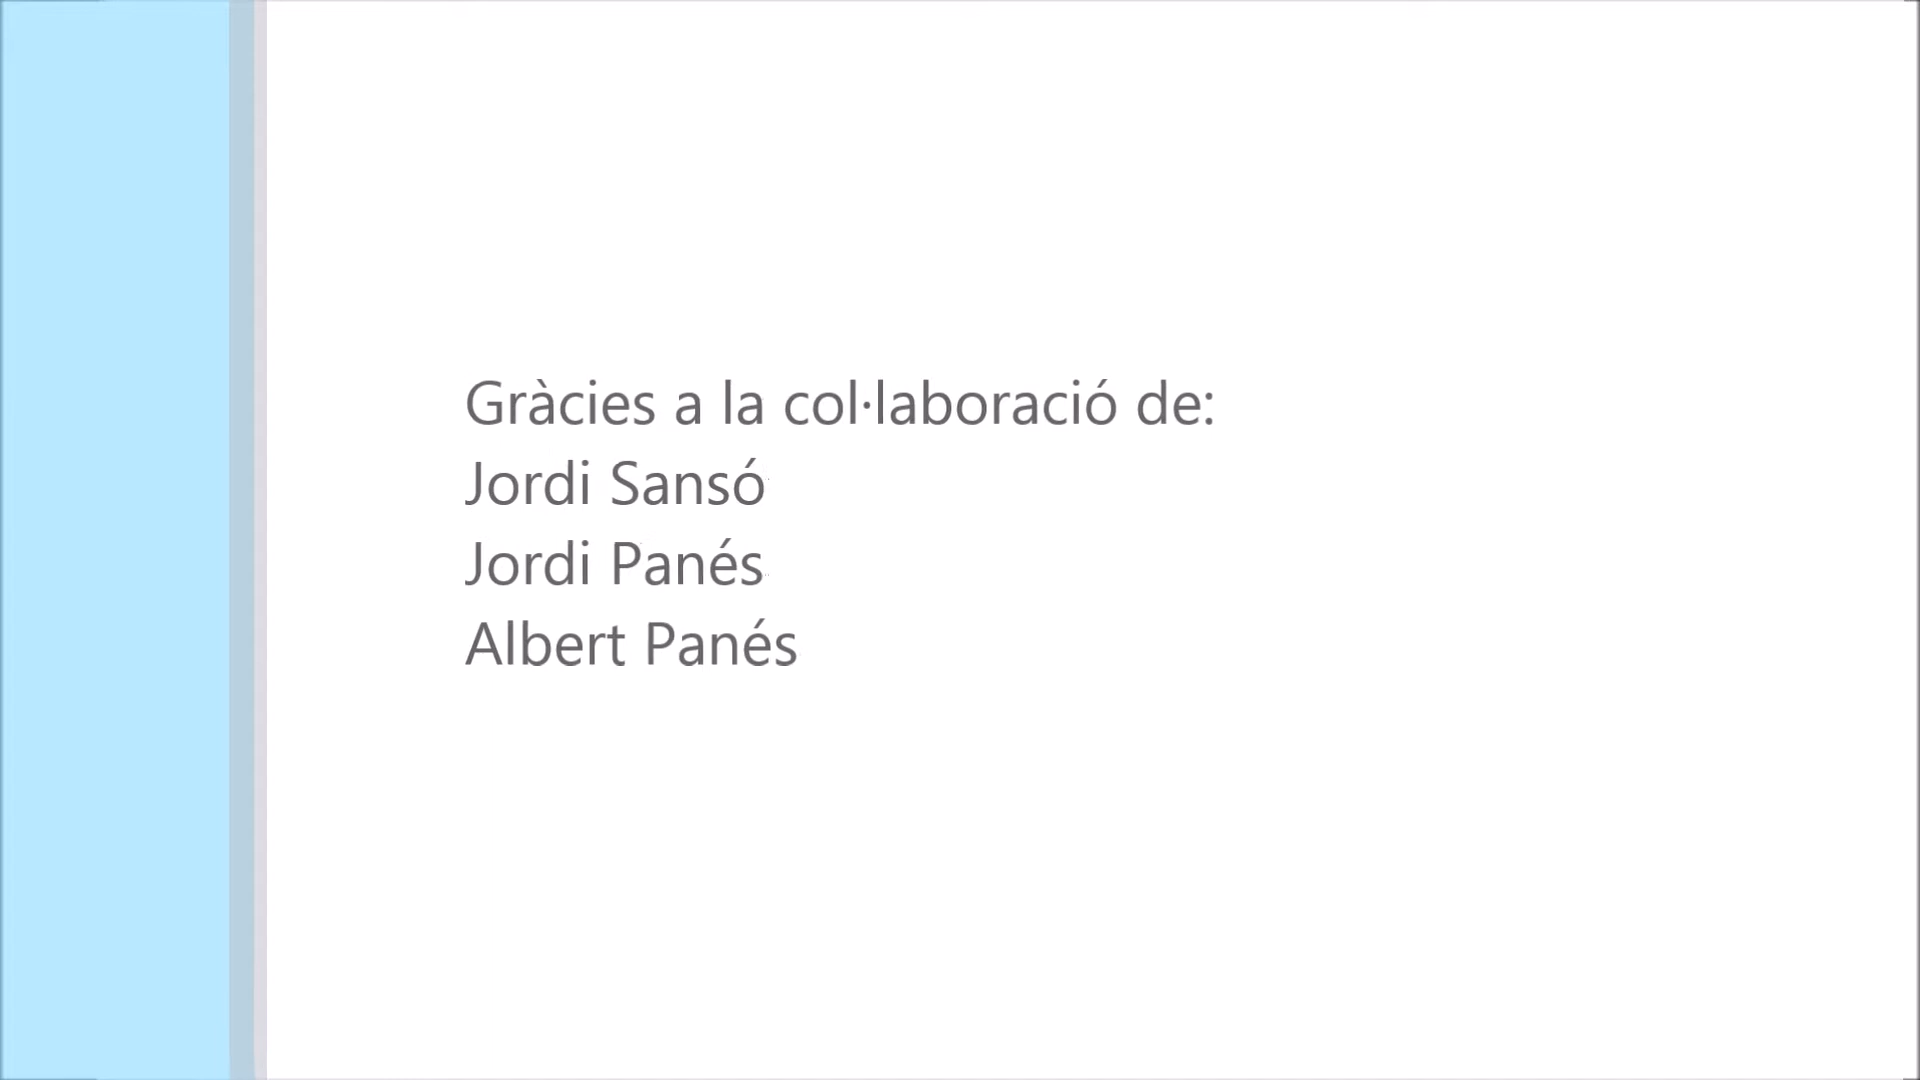 Gràcies a la col·laboració de:
Jordi Sansó
Jordi Panés
Albert Panés